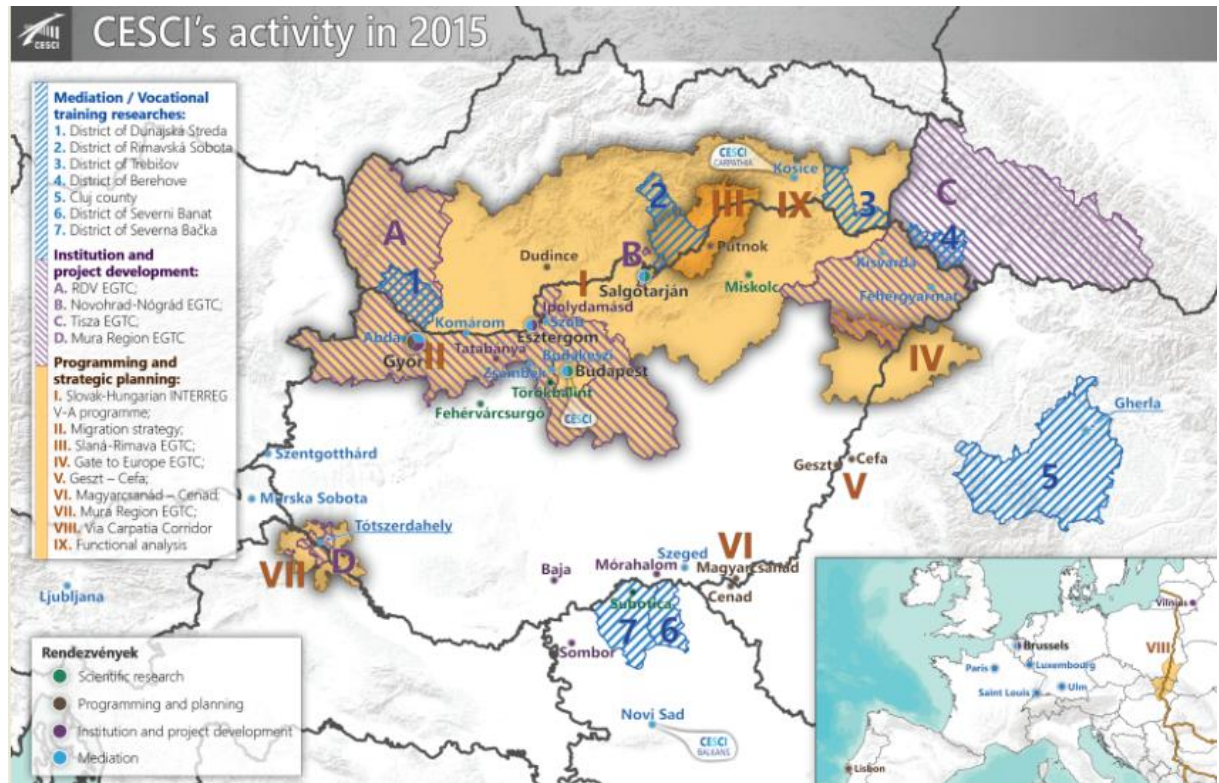 CESCI
CESCI's activity in 2015
Mediation / Vocational
training researches:
1. District of Dunajská Streda
2. District of Rimavská Sobota
3. District of Trebišov
4. District of Berehove
5. Cluj county
6. District of Severni Banat
7. District of Severna Bačka
Institution and
project development:
A. RDV EGTC;
B. Novohrad-Nógrád EGTC;
C. Tisza EGTC;
D. Mura Region EGTC
Programming and
strategic planning:
I. Slovak-Hungarian INTERREG
V-A programme;
II. Migration strategy;
III. Slaná-Rimava EGTC;
IV. Gate to Europe EGTC;
V. Geszt – Cefa;
VI. Magyarcsanád – Cenad;
VII. Mura Region EGTC;
VIII. Via Carpatia Corridor
IX. Functional analysis
CESCI
CARPATHIA
Košice
2
III
IX
3
C
A
B
4
Dudince
Putnok
Kisvárda
1
I
Salgótarján
Miskolc
Fehérgyarmat
Ipolydamásd
Komárom
Szob
Abda
Esztergom
Győr
II
Tatabánya
Budakeszi
Zsámbék
Budapest
IV
Törökbálint
Fehérvárcsurgó
CESCI
Gherla
Szentgotthárd
Geszt
Cefa
V
5
Murska Sobota
Tótszerdahely
VII
D
VI
Baja
Mórahalom
Szeged
Magyarcsanád
Cenad
Ljubljana
Subotica
7
6
Sombor
Novi Sad
CESCI
BALKANS
Rendezvények
Scientific research
Programming and planning
Institution and project development
Mediation
Vilnius
Brussels
VIII
Paris
Luxembourg
Saint Louis
Ulm
Lisbon